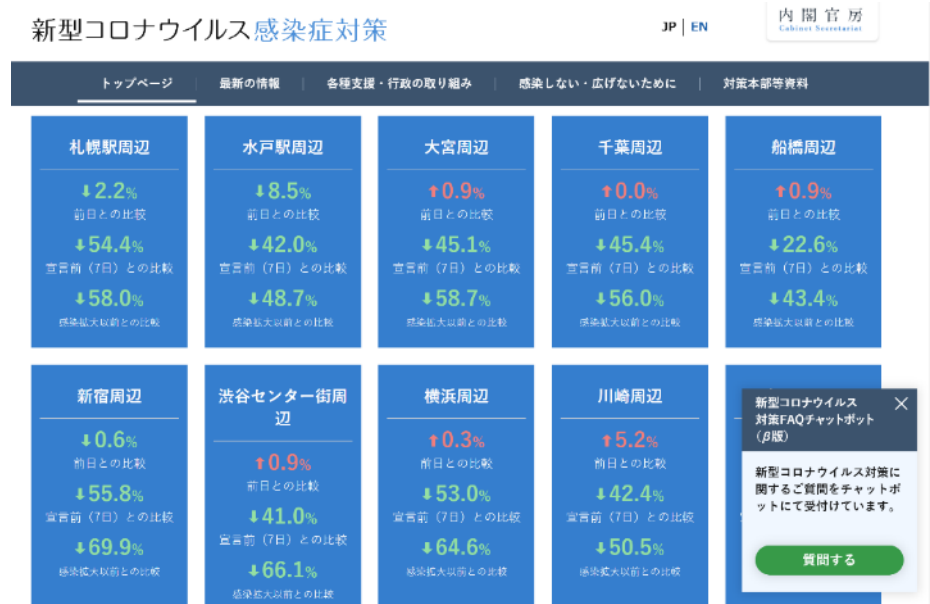 新型コロナウイルス感染症対策
JP | EN
内閣官房
Cabinet Secretariat
トップページ
最新の情報
各種支援・行政の取り組み
感染しない・広げないために
対策本部等資料
札幌駅周辺
↓2.2%
前日との比較
↓54.4%
宣言前（7日）との比較
↓58.0%
感染拡大以前との比較
水戸駅周辺
↓8.5%
前日との比較
↓42.0%
宣言前（7日）との比較
↓48.7%
感染拡大以前との比較
大宮周辺
↑0.9%
前日との比較
↓45.1%
宣言前（7日）との比較
↓58.7%
感染拡大以前との比較
千葉周辺
↑0.0%
前日との比較
↓45.4%
宣言前（7日）との比較
↓56.0%
感染拡大以前との比較
船橋周辺
↑0.9%
前日との比較
↓22.6%
宣言前（7日）との比較
↓43.4%
感染拡大以前との比較
新宿周辺
↓0.6%
前日との比較
↓55.8%
宣言前（7日）との比較
↓69.9%
感染拡大以前との比較
渋谷センター街周
辺
↑0.9%
前日との比較
↓41.0%
宣言前（7日）との比較
↓66.1%
感染拡大以前との比較
横浜周辺
↑0.3%
前日との比較
↓53.0%
宣言前（7日）との比較
↓64.6%
感染拡大以前との比較
川崎周辺
↑5.2%
前日との比較
↓42.4%
宣言前（7日）との比較
↓50.5%
感染拡大以前との比較
新型コロナウイルス
対策FAQチャットボット
（β版）
新型コロナウイルス対策に
関するご質問をチャットボ
ットにて受付けています。
質問する